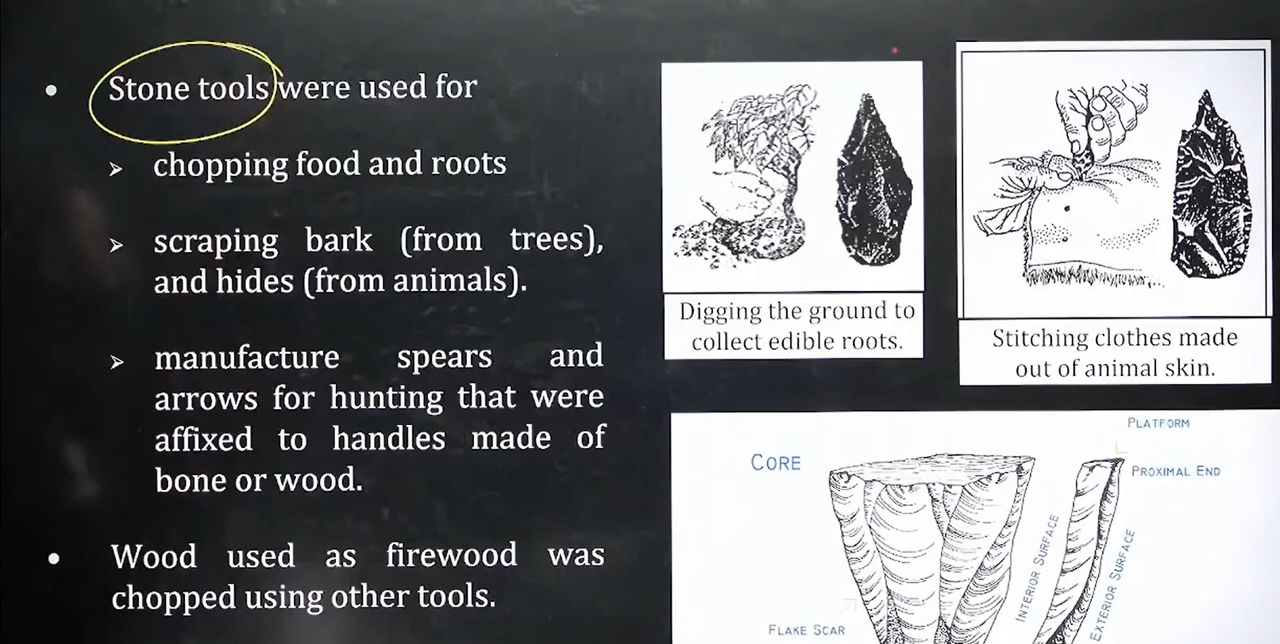 • Stone tools were used for
➢ chopping food and roots
➢ scraping bark (from trees),
and hides (from animals).
➢ manufacture spears and
arrows for hunting that were
affixed to handles made of
bone or wood.
• Wood used as firewood was
chopped using other tools.
Digging the ground to
collect edible roots.
Stitching clothes made
out of animal skin.
PLATFORM
CORE
PROXIMAL END
INTERIOR SURFACE
EXTERIOR SURFACE
FLAKE SCAR